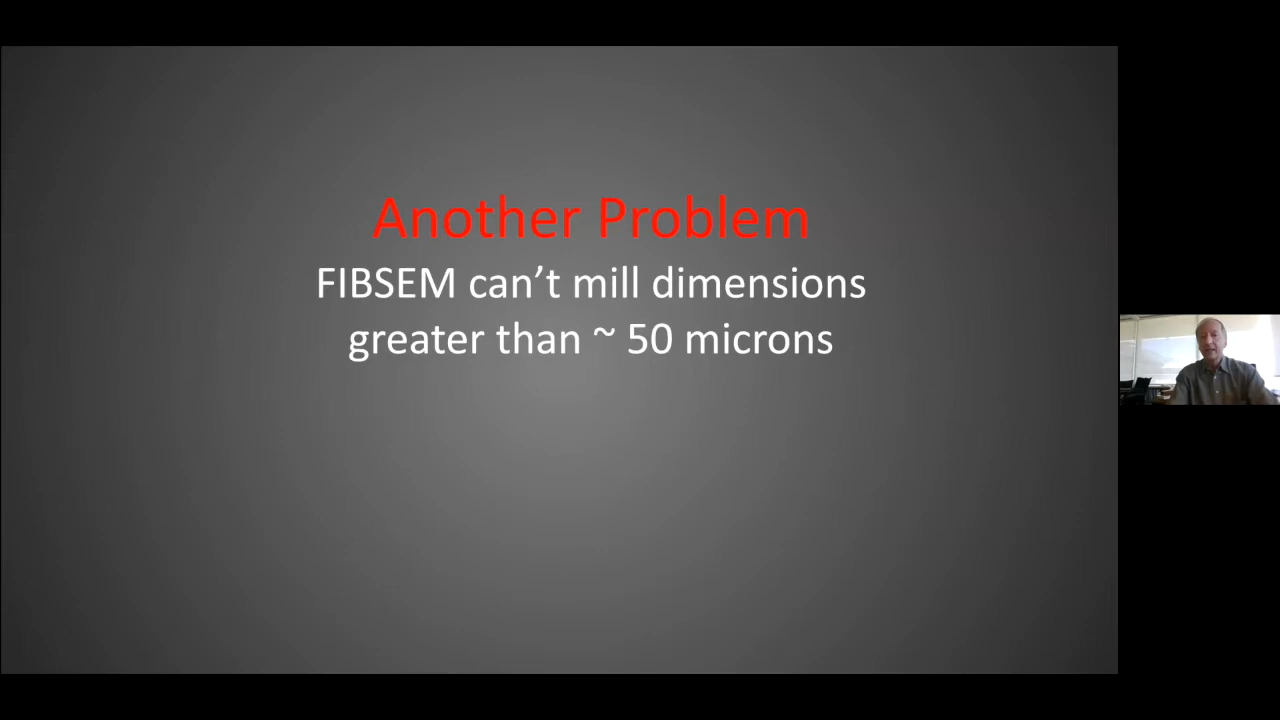 Another Problem
FIBSEM can’t mill dimensions
greater than ~ 50 microns